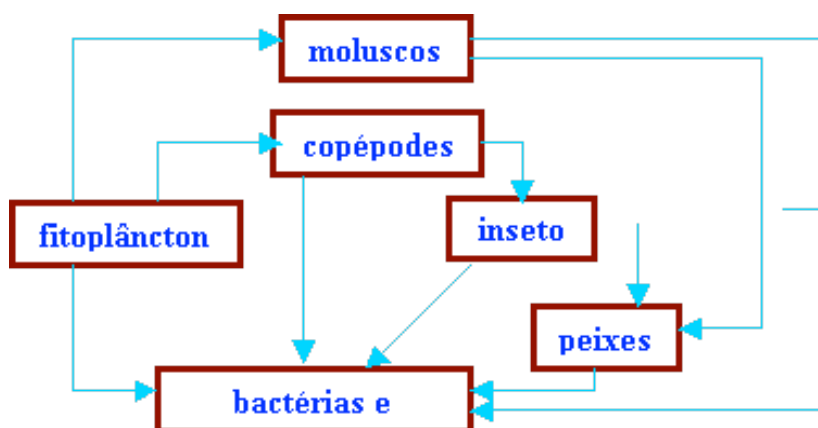 moluscos
copépodes
fitoplâncton
inseto
peixes
bactérias e